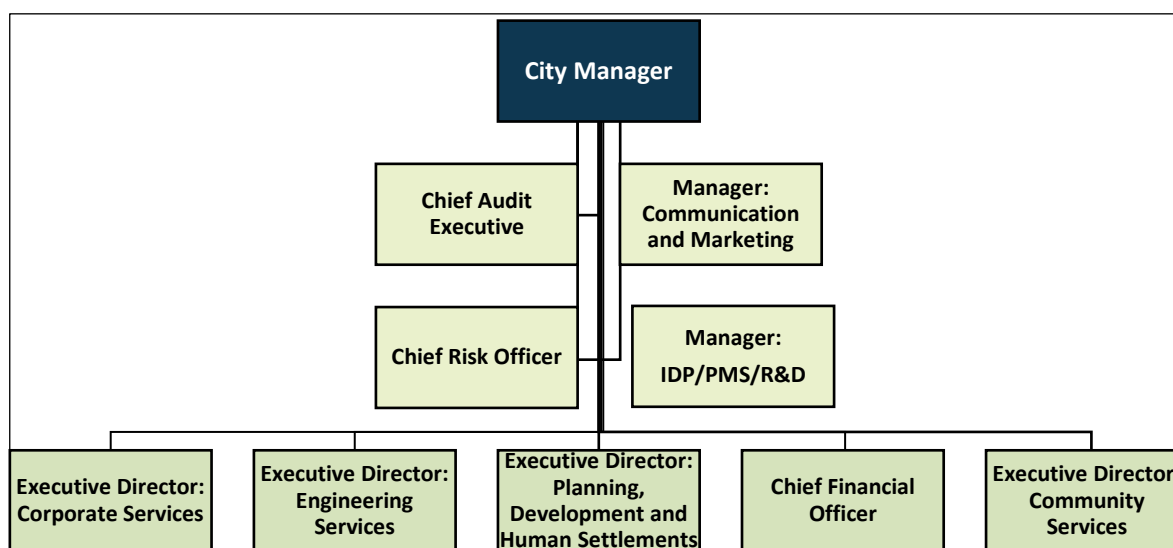 City Manager
Chief Audit
Executive
Manager:
Communication
and Marketing
Chief Risk Officer
Manager:
IDP/PMS/R&D
Executive Director:
Corporate Services
Executive Director:
Engineering
Services
Executive Director:
Planning,
Development and
Human Settlements
Chief Financial
Officer
Executive Director
Community
Services